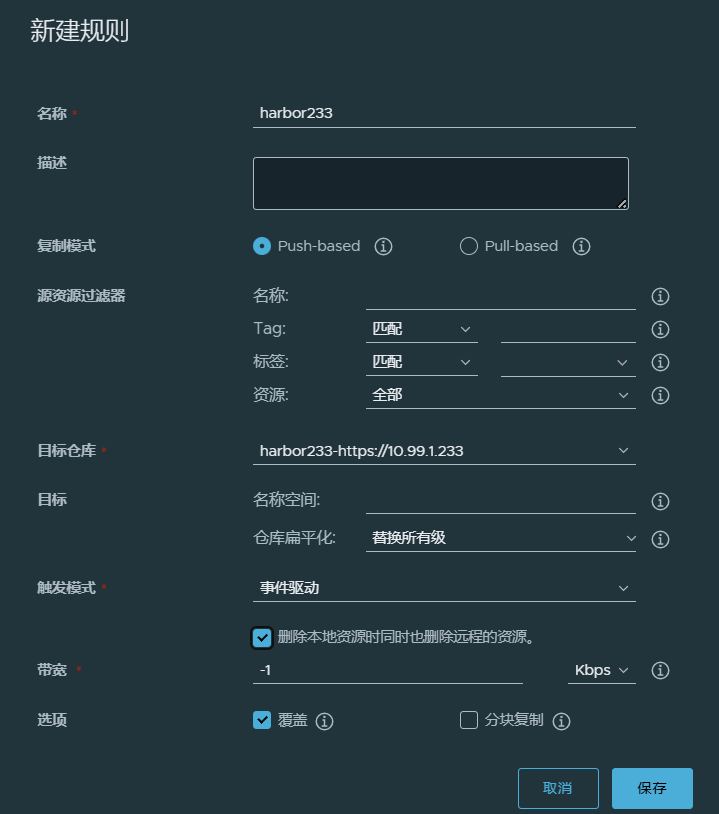 新建规则
名称 *
harbor233
描述
复制模式
Push-based
Pull-based
源资源过滤器
名称:
Tag: 匹配
标签: 匹配
资源: 全部
目标仓库 *
harbor233-https://10.99.1.233
目标
名称空间:
仓库扁平化: 替换所有级
触发模式 *
事件驱动
删除本地资源时同时也删除远程的资源。
带宽 *
-1 Kbps
选项
覆盖
分块复制
取消 保存